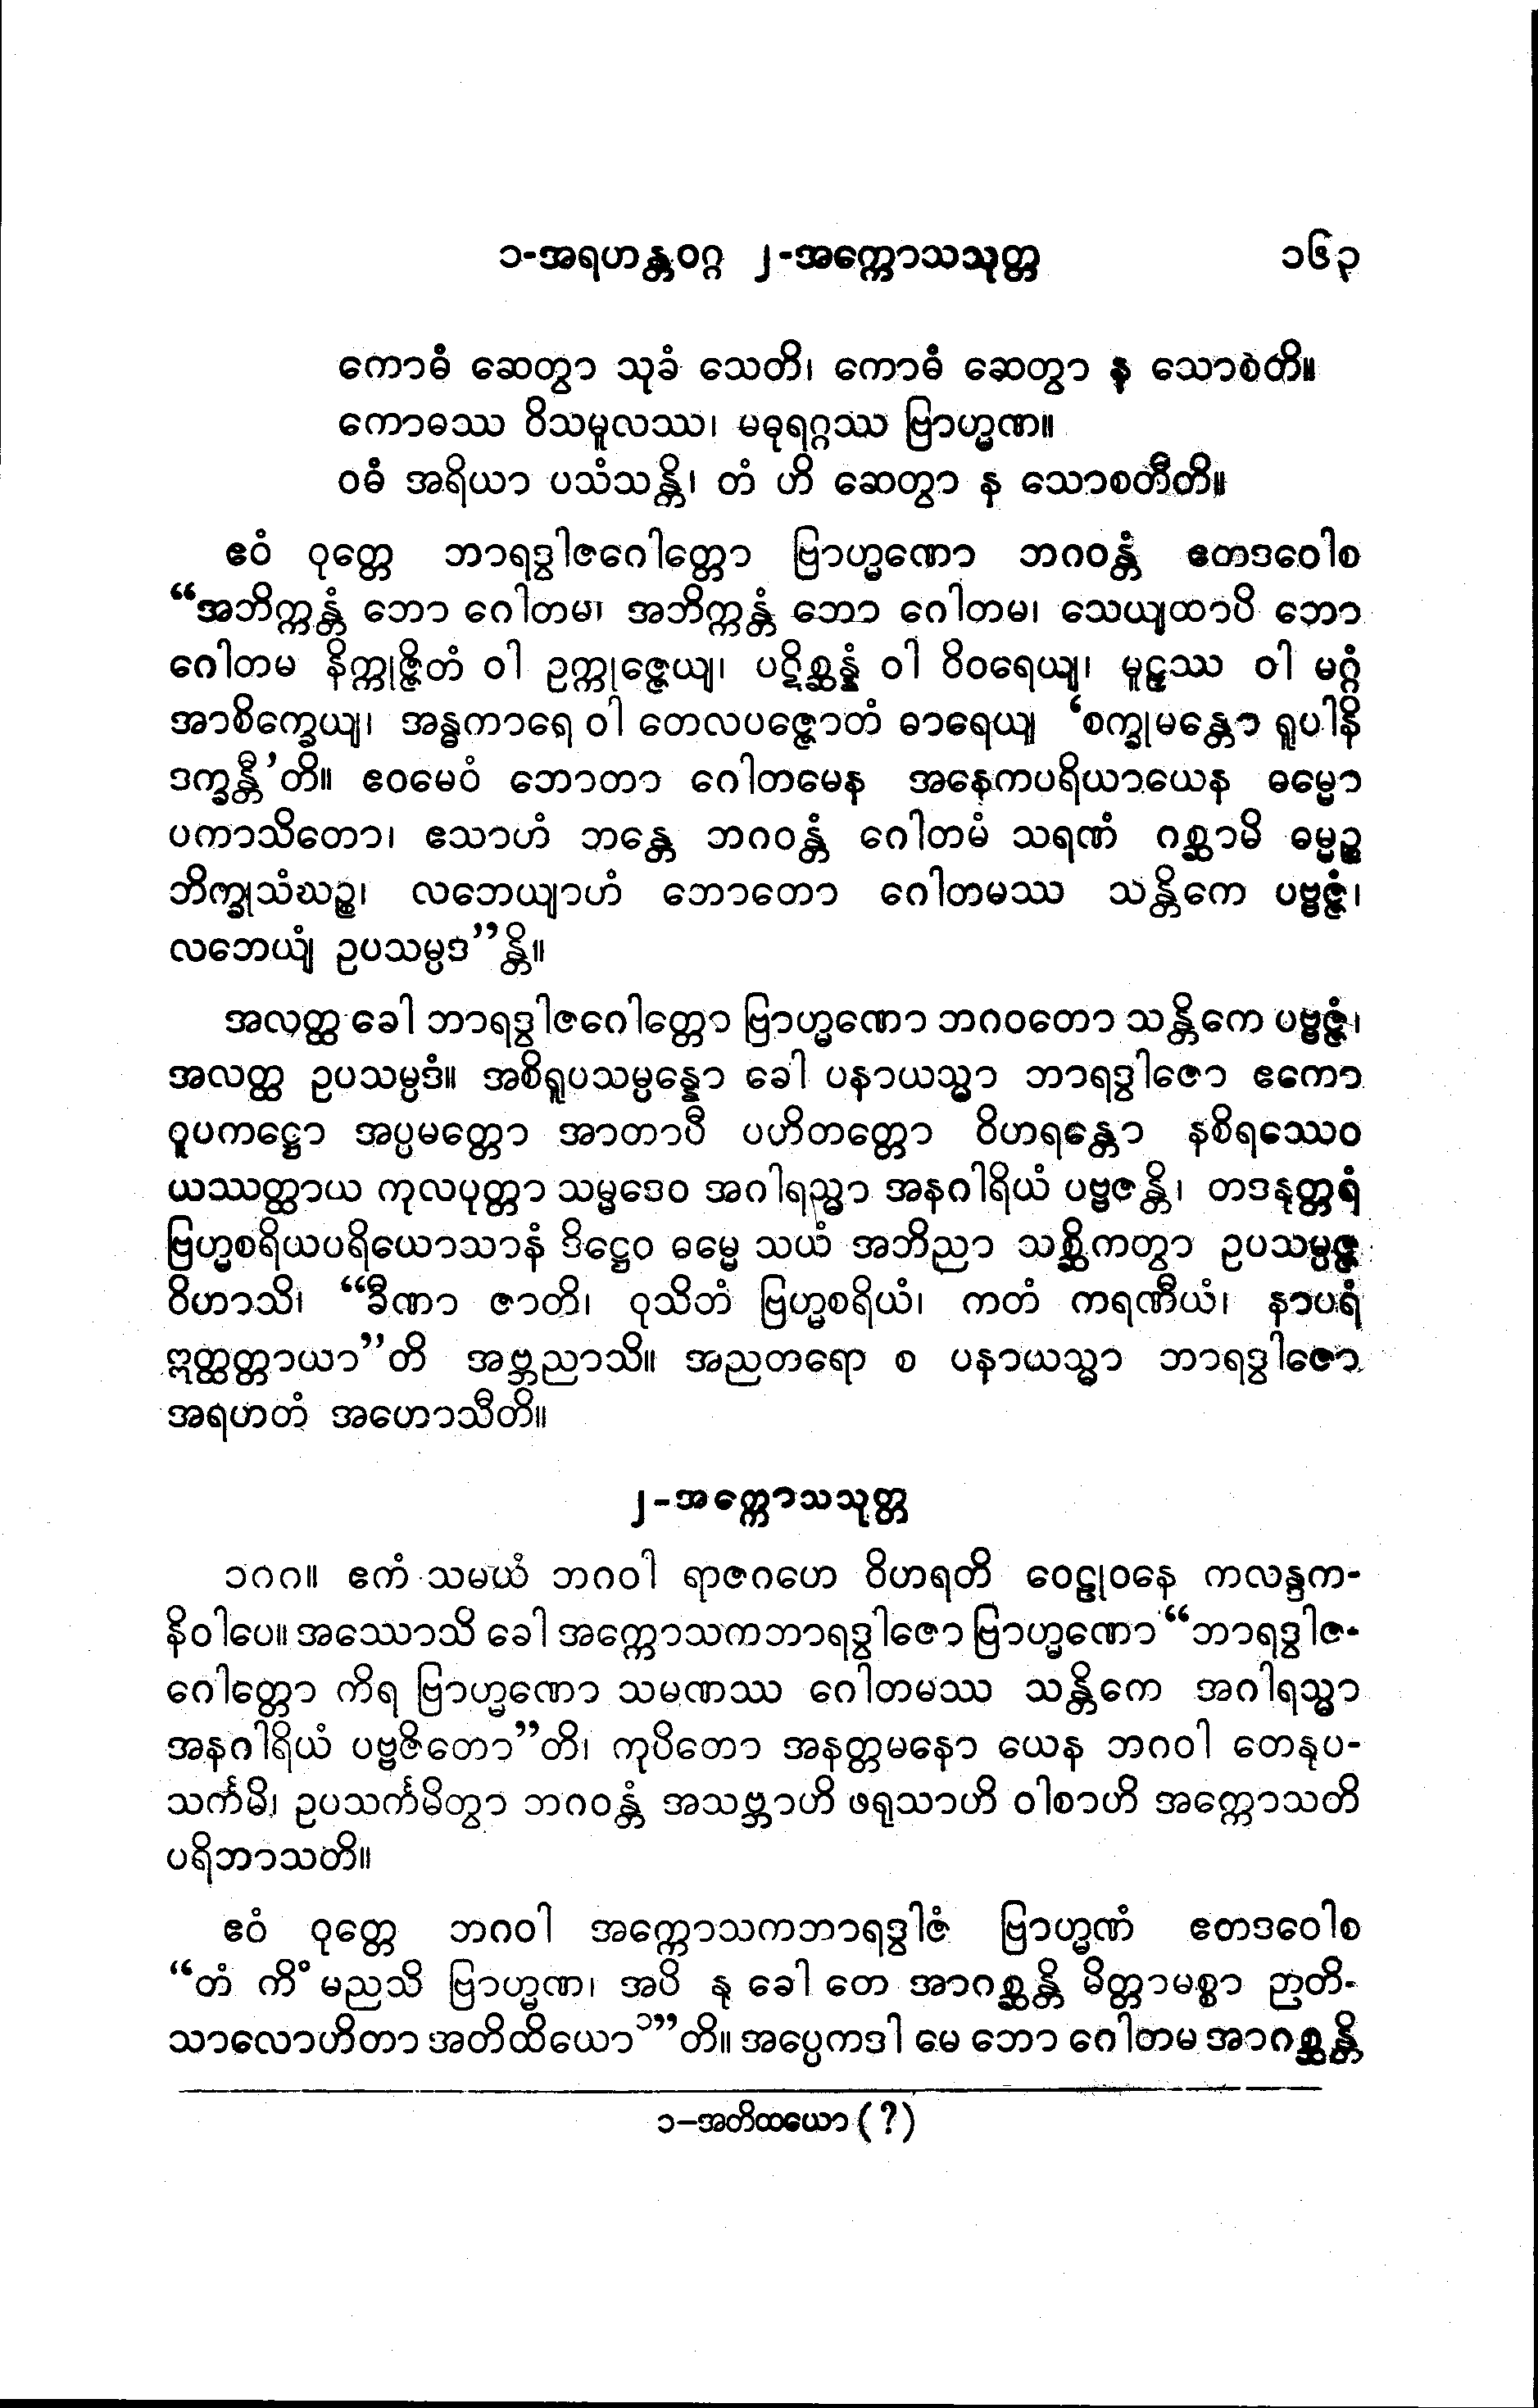 ၁-အရဟန္တဝဂ္ဂ ၂-အက္ကောသသုတ္တ ၁၆၃
ကောဓံ ဆေတွာ သုခံ သေတိ၊ ကောဓံ ဆေတွာ န သောစတိ။
ကောဓဿ ဝိသမူလဿ၊ မဓုရဂ္ဂဿ ဗြာဟ္မဏ။
ဝဓံ အရိယာ ပသံသန္တိ၊ တံ ဟိ ဆေတွာ န သောစတီတိ။
ဧဝံ ဝုတ္တေ ဘာရဒွါဇဂေါတ္တော ဗြာဟ္မဏော ဘဂဝန္တံ ဧတဒဝေါစ
“အဘိက္ကန္တံ ဘော ဂေါတမ၊ အဘိက္ကန္တံ ဘော ဂေါတမ၊ သေယျထာပိ ဘော
ဂေါတမ နိက္ကုဇ္ဇိတံ ဝါ ဥက္ကုဇ္ဇေယျ၊ ပဋိစ္ဆန္နံ ဝါ ဝိဝရေယျ၊ မူဠှဿ ဝါ မဂ္ဂံ
အာစိက္ခေယျ၊ အန္ဓကာရေ ဝါ တေလပဇ္ဇောတံ ဓာရေယျ ‘စက္ခုမန္တော ရူပါနိ
ဒက္ခန္တီ’တိ။ ဧဝမေဝံ ဘောတာ ဂေါတမေန အနေကပရိယာယေန ဓမ္မော
ပကာသိတော၊ ဧသာဟံ ဘန္တေ ဘဂဝန္တံ ဂေါတမံ သရဏံ ဂစ္ဆာမိ ဓမ္မဉ္စ
ဘိက္ခုသံဃဉ္စ၊ လဘေယျာဟံ ဘောတော ဂေါတမဿ သန္တိကေ ပဗ္ဗဇ္ဇံ၊
လဘေယျံ ဥပသမ္ပဒ”န္တိ။
အလတ္ထ ခေါ ဘာရဒွါဇဂေါတ္တော ဗြာဟ္မဏော ဘဂဝတော သန္တိကေ ပဗ္ဗဇ္ဇံ၊
အလတ္ထ ဥပသမ္ပဒံ။ အစိရူပသမ္ပန္နော ခေါ ပနာယသ္မာ ဘာရဒွါဇော ဧကော
ဝူပကဋ္ဌော အပ္ပမတ္တော အာတာပီ ပဟိတတ္တော ဝိဟရန္တော နစိရဿေဝ
ယဿတ္ထာယ ကုလပုတ္တာ သမ္မဒေဝ အဂါရသ္မာ အနဂါရိယံ ပဗ္ဗဇန္တိ၊ တဒနုတ္တရံ
ဗြဟ္မစရိယပရိယောသာနံ ဒိဋ္ဌေဝ ဓမ္မေ သယံ အဘိညာ သစ္ဆိကတွာ ဥပသမ္ပဇ္ဇ
ဝိဟာသိ၊ “ခီဏာ ဇာတိ၊ ဝုသိတံ ဗြဟ္မစရိယံ၊ ကတံ ကရဏီယံ၊ နာပရံ
ဣတ္ထတ္တာယာ”တိ အဗ္ဘညာသိ။ အညတရော စ ပနာယသ္မာ ဘာရဒွါဇော
အရဟတံ အဟောသီတိ။
၂-အက္ကောသသုတ္တ
၁၈၈။ ဧကံ သမယံ ဘဂဝါ ရာဇဂဟေ ဝိဟရတိ ဝေဠုဝနေ ကလန္ဒက-
နိဝါပေ။ အဿောသိ ခေါ အက္ကောသကဘာရဒွါဇော ဗြာဟ္မဏော “ဘာရဒွါဇ-
ဂေါတ္တော ကိရ ဗြာဟ္မဏော သမဏဿ ဂေါတမဿ သန္တိကေ အဂါရသ္မာ
အနဂါရိယံ ပဗ္ဗဇိတော”တိ၊ ကုပိတော အနတ္တမနော ယေန ဘဂဝါ တေနုပ-
သင်္ကမိ၊ ဥပသင်္ကမိတွာ ဘဂဝန္တံ အသဗ္ဘာဟိ ဖရုသာဟိ ဝါစာဟိ အက္ကောသတိ
ပရိဘာသတိ။
ဧဝံ ဝုတ္တေ ဘဂဝါ အက္ကောသကဘာရဒွါဇံ ဗြာဟ္မဏံ ဧတဒဝေါစ
“တံ ကိံ မညသိ ဗြာဟ္မဏ၊ အပိ နု ခေါ တေ အာဂစ္ဆန္တိ မိတ္တာမစ္စာ ဉာတိ-
သာလောဟိတာ အတိထိယော၁”တိ။ အပ္ပေကဒါ မေ ဘော ဂေါတမ အာဂစ္ဆန္တိ
၁-အတိထယော (?)